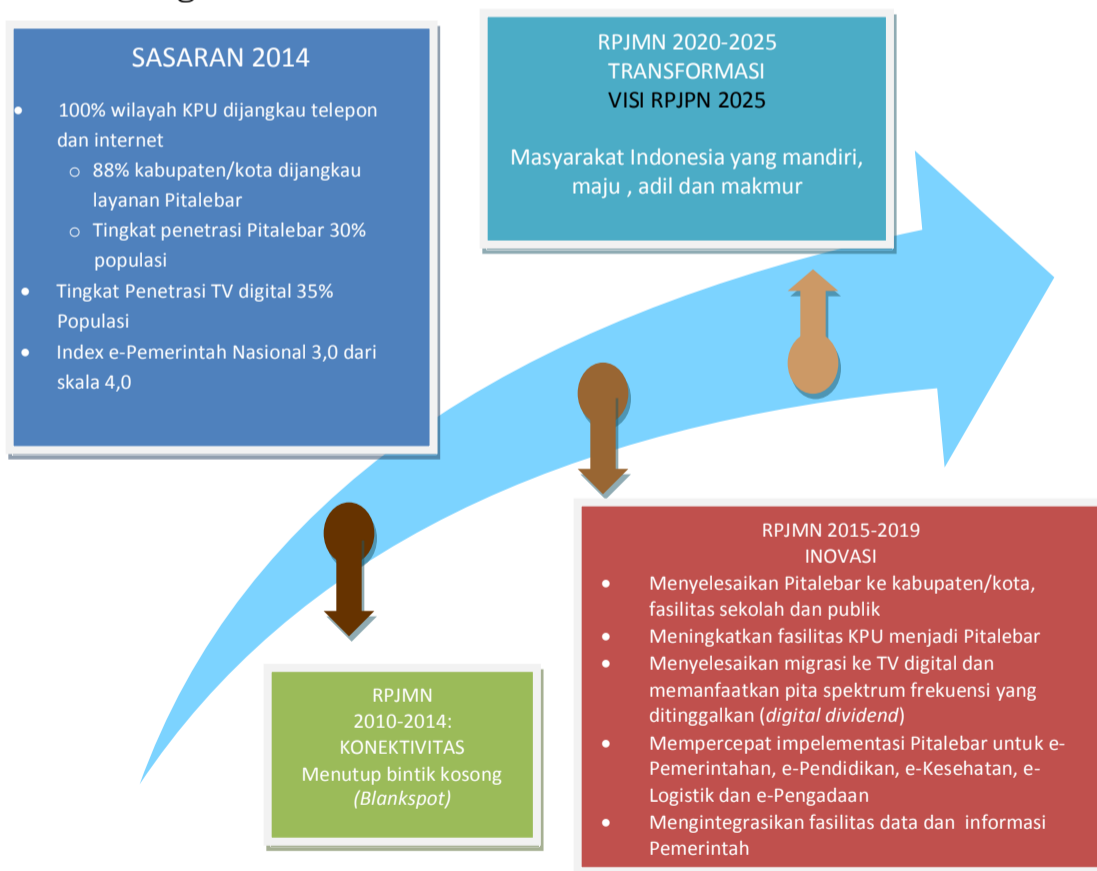 SASARAN 2014
• 100% wilayah KPU dijangkau telepon
dan internet
o 88% kabupaten/kota dijangkau
layanan Pitalebar
o Tingkat penetrasi Pitalebar 30%
populasi
• Tingkat Penetrasi TV digital 35%
Populasi
• Index e-Pemerintah Nasional 3,0 dari
skala 4,0
RPJMN 2020-2025
TRANSFORMASI
VISI RPJPN 2025
Masyarakat Indonesia yang mandiri,
maju , adil dan makmur
RPJMN
2010-2014:
KONEKTIVITAS
Menutup bintik kosong
(Blankspot)
RPJMN 2015-2019
INOVASI
• Menyelesaikan Pitalebar ke kabupaten/kota,
fasilitas sekolah dan publik
• Meningkatkan fasilitas KPU menjadi Pitalebar
• Menyelesaikan migrasi ke TV digital dan
memanfaatkan pita spektrum frekuensi yang
ditinggalkan (digital dividend)
• Mempercepat impelementasi Pitalebar untuk e-
Pemerintahan, e-Pendidikan, e-Kesehatan, e-
Logistik dan e-Pengadaan
• Mengintegrasikan fasilitas data dan informasi
Pemerintah